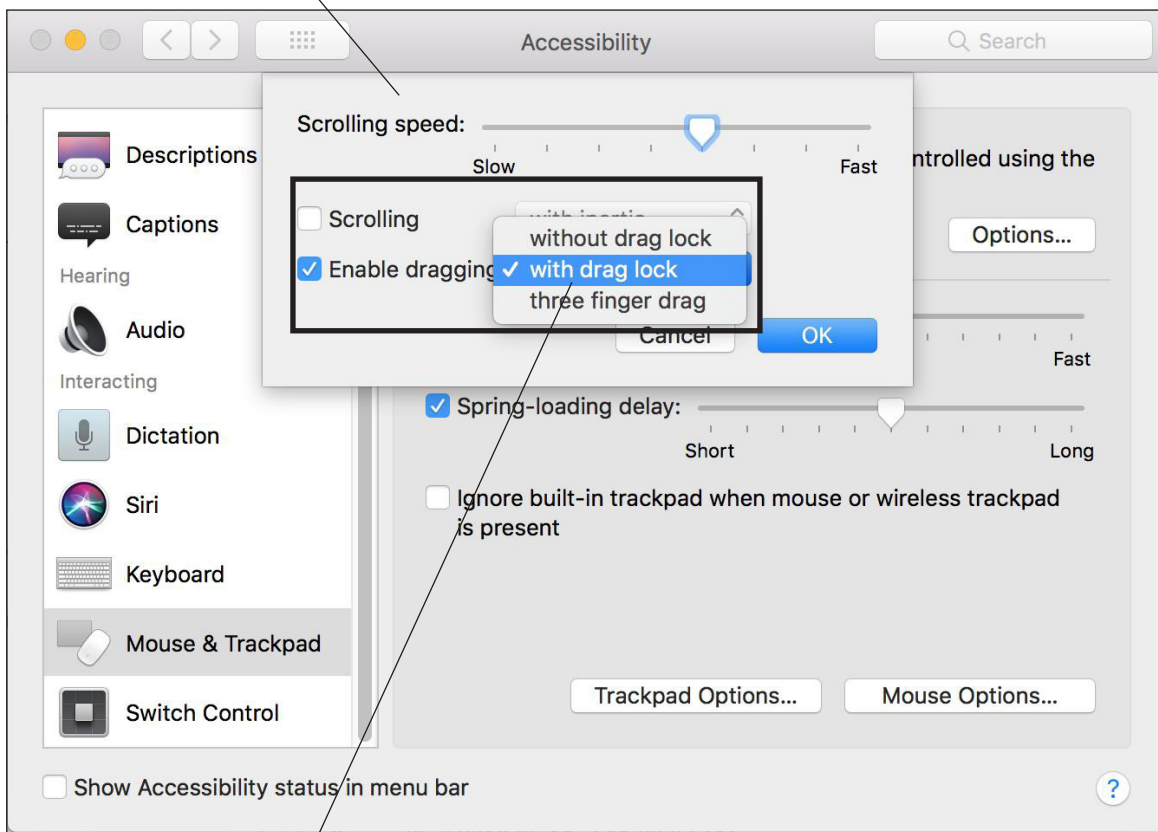 Accessibility
Search
Scrolling speed:
Slow
Fast
Scrolling
with inertia
without drag lock
Enable dragging
with drag lock
three finger drag
Cancel
OK
Descriptions
Captions
Hearing
Audio
Interacting
Dictation
Siri
Keyboard
Mouse & Trackpad
Switch Control
ntrolled using the
Options...
Fast
Spring-loading delay:
Short
Long
Ignore built-in trackpad when mouse or wireless trackpad
is present
Trackpad Options...
Mouse Options...
Show Accessibility status in menu bar
?